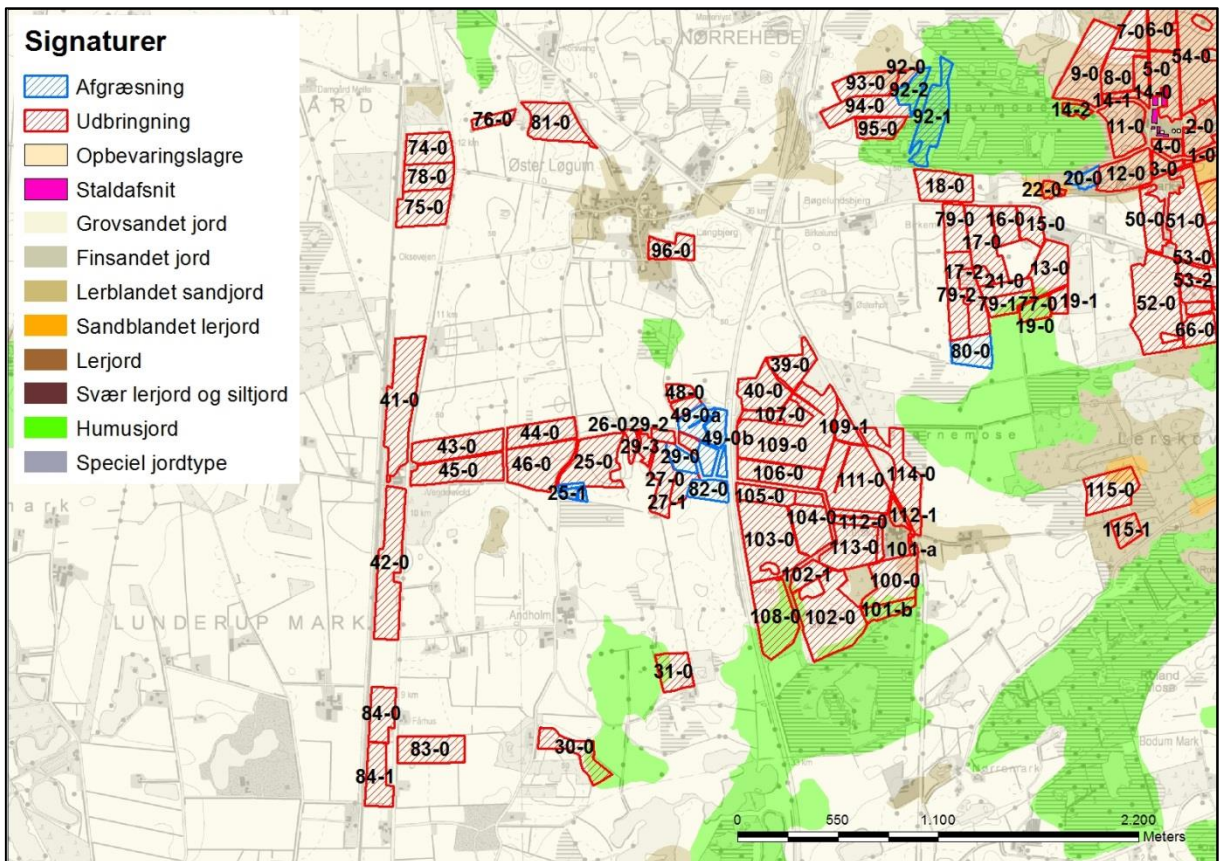 Signaturer
Afgræsning
Udbringning
Opbevaringslagre
Staldafsnit
Grovsandet jord
Finsandet jord
Lerblandet sandjord
Sandblandet lerjord
Lerjord
Svær lerjord og siltjord
Humusjord
Speciel jordtype
NØRREHEDE
7-0 6-0
54-0
92-0
93-0 92-2
9-0 8-0 5-0
94-0 92-1
14-2 14-1 14-0
76-0 81-0
95-0
11-0 2-0
74-0
4-0
Øster Løgum
78-0
18-0 22-0 20-0 12-0 3-0 1-0
75-0
79-0 16-0 15-0 50-0 51-0
Langbjerg
Bøgelundsbjerg
96-0
17-0
17-2 21-0 13-0 53-0
53-2
79-2 79-1 77-0 19-1 52-0
19-0 66-0
80-0
39-0
41-0
48-0 40-0
49-0a 107-0
26-0 29-2 109-1
43-0 44-0 29-3 49-0b 109-0
45-0 46-0 25-0 29-0 106-0 111-0 114-0
27-0 82-0 105-0
25-1 27-1 115-0
104-0 112-0 112-1
115-1
103-0 113-0 101-a
42-0
102-1 100-0
Andholm
LUNDERUP MARK
108-0 102-0 101-b
31-0
84-0
Fårhus
83-0 30-0
84-1
Bodum Mark
0 550 1.100 2.200
Meters